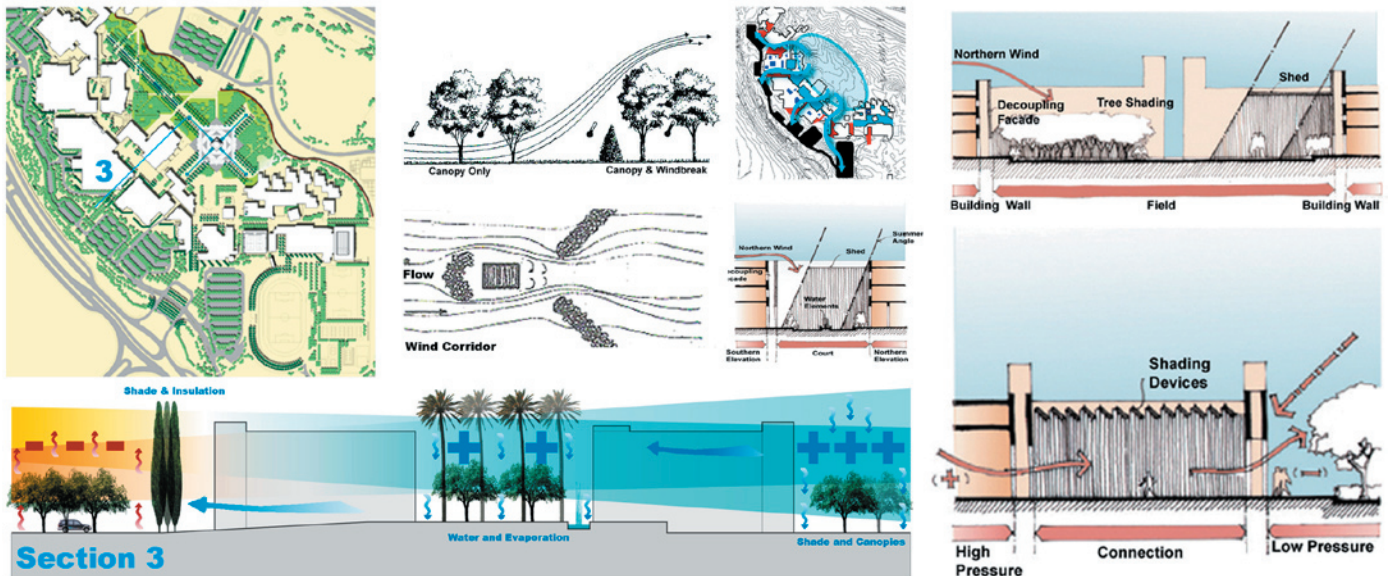 3
Canopy Only
Canopy & Windbreak
Flow
Wind Corridor
Northern Wind
Summer
Angle
Shed
Water
Elements
Southern
Elevation
Court
Northern
Elevation
Northern Wind
Decoupling
Facade
Tree Shading
Shed
Building Wall
Field
Building Wall
Shading
Devices
High
Pressure
Connection
Low Pressure
Shade & Insulation
Water and Evaporation
Shade and Canopies
Section 3